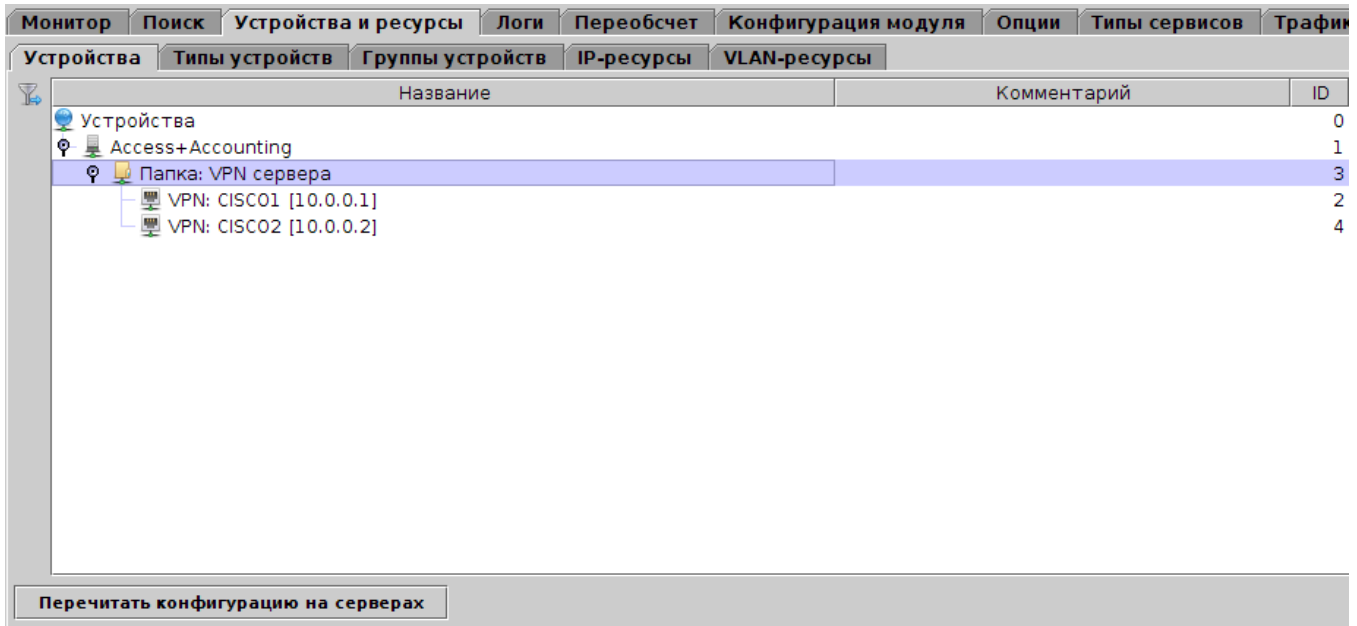 Монитор Поиск Устройства и ресурсы Логи Переобсчет Конфигурация модуля Опции Типы сервисов Трафик
Устройства Типы устройств Группы устройств IP-ресурсы VLAN-ресурсы
Название Комментарий ID
Устройства 0
Access+Accounting 1
Папка: VPN сервера 3
VPN: CISCO1 [10.0.0.1] 2
VPN: CISCO2 [10.0.0.2] 4
Перечитать конфигурацию на серверах